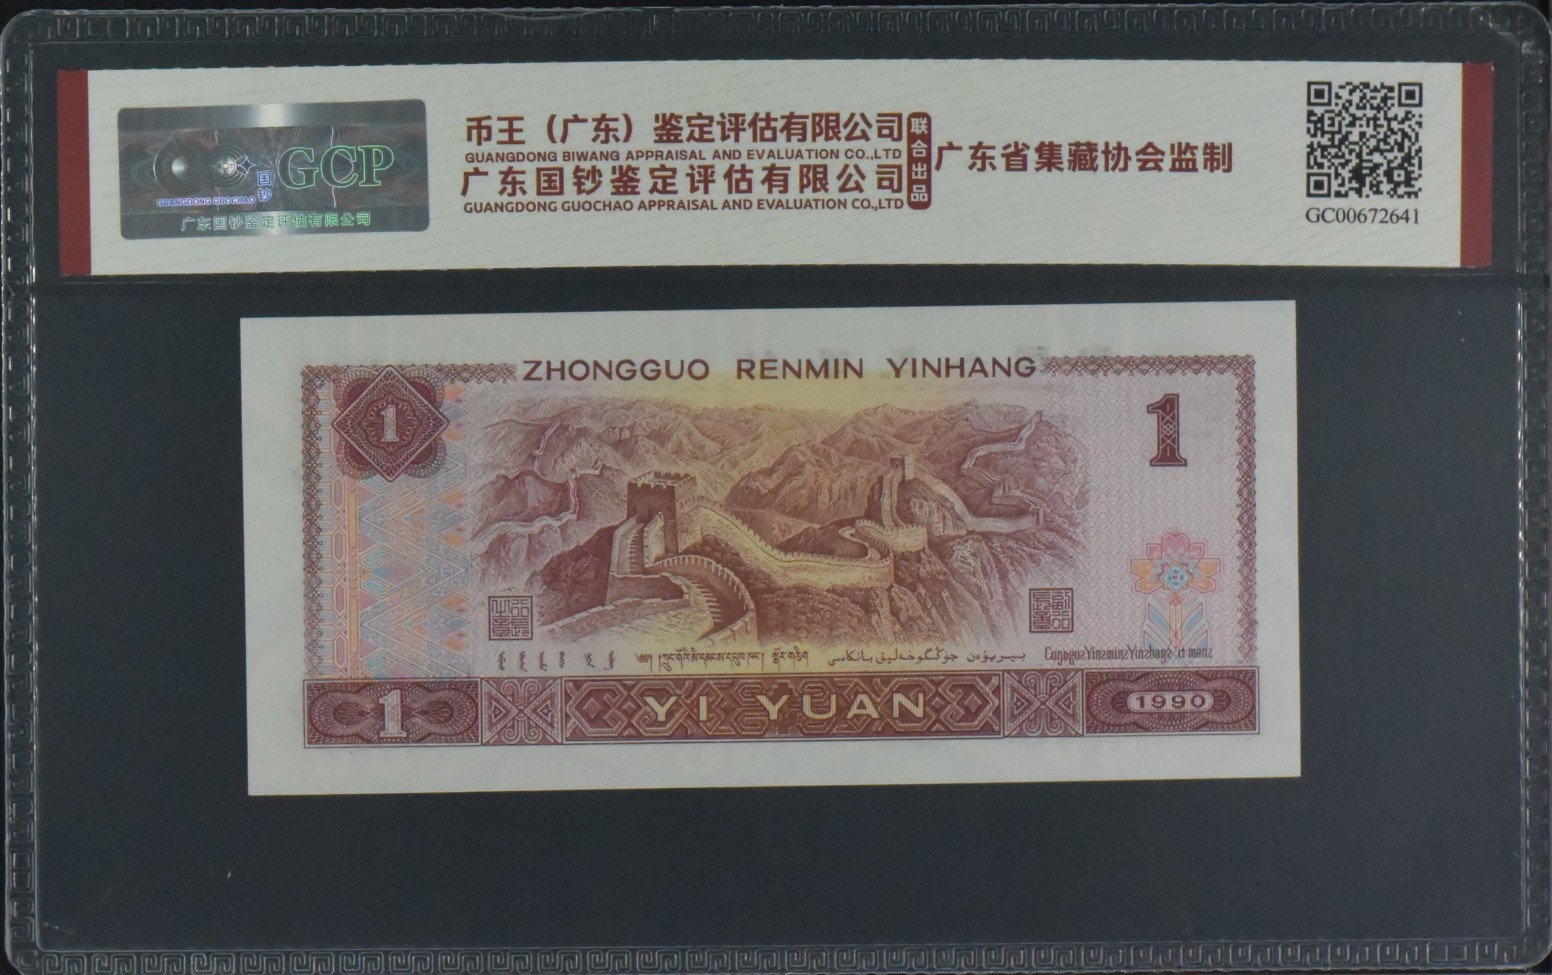 币王（广东）鉴定评估有限公司
GUANGDONG BIWANG APPRAISAL AND EVALUATION CO.,LTD
广东国钞鉴定评估有限公司
GUANGDONG GUOCHAO APPRAISAL AND EVALUATION CO.,LTD
联合出品
广东省集藏协会监制
GC00672641
GCP
国钞
GUANGDONG GUOCHAO
广东国钞鉴定评估有限公司
ZHONGGUO RENMIN YINHANG
1
1
1
YI YUAN
1990